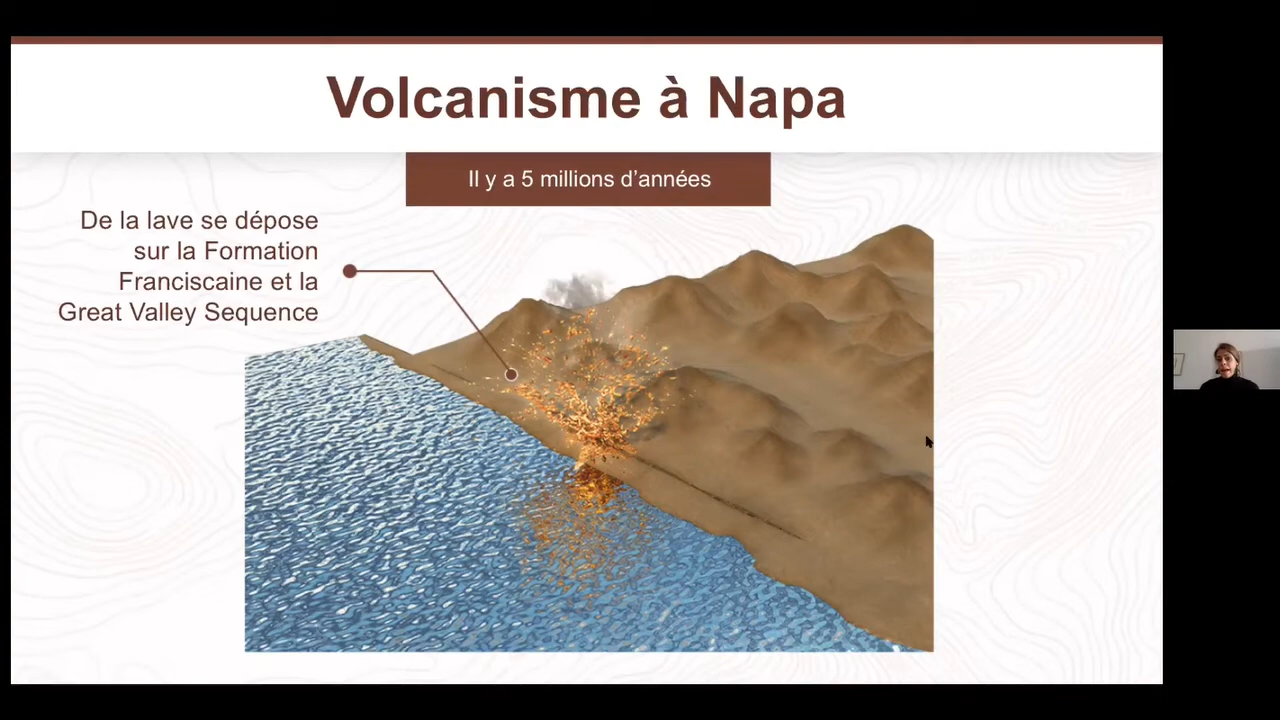 Volcanisme à Napa
Il y a 5 millions d’années
De la lave se dépose
sur la Formation
Franciscaine et la
Great Valley Sequence